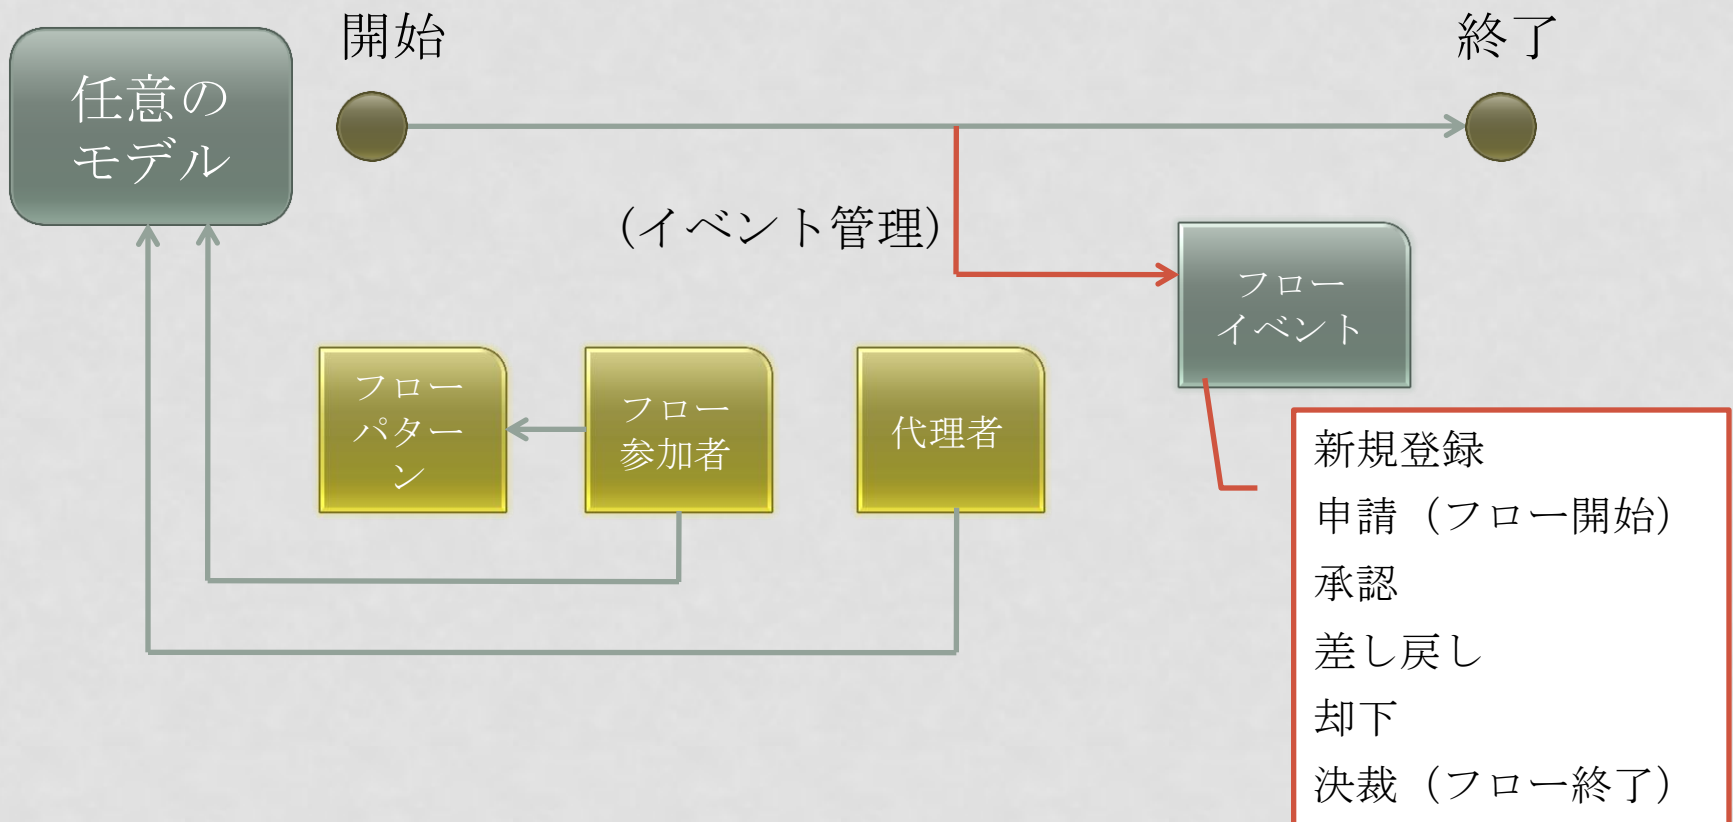 開始
終了
任意の
モデル
（イベント管理）
フロー
イベント
フロー
パター
ン
フロー
参加者
代理者
新規登録
申請（フロー開始）
承認
差し戻し
却下
決裁（フロー終了）